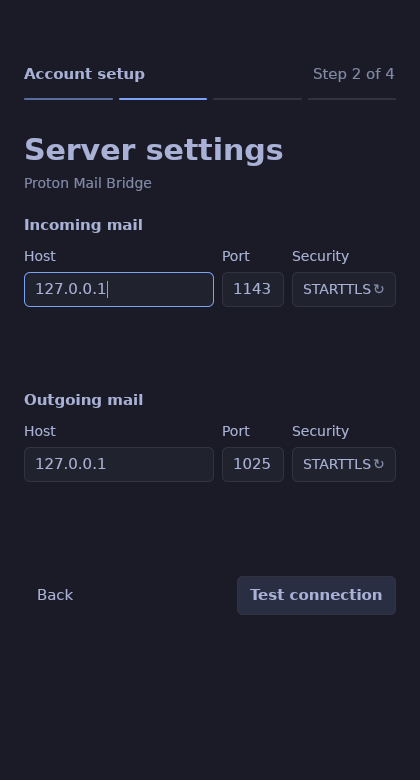 Account setup Step 2 of 4
Server settings
Proton Mail Bridge
Incoming mail
Host Port Security
127.0.0.1 1143 STARTTLS ↻
Outgoing mail
Host Port Security
127.0.0.1 1025 STARTTLS ↻
Back Test connection